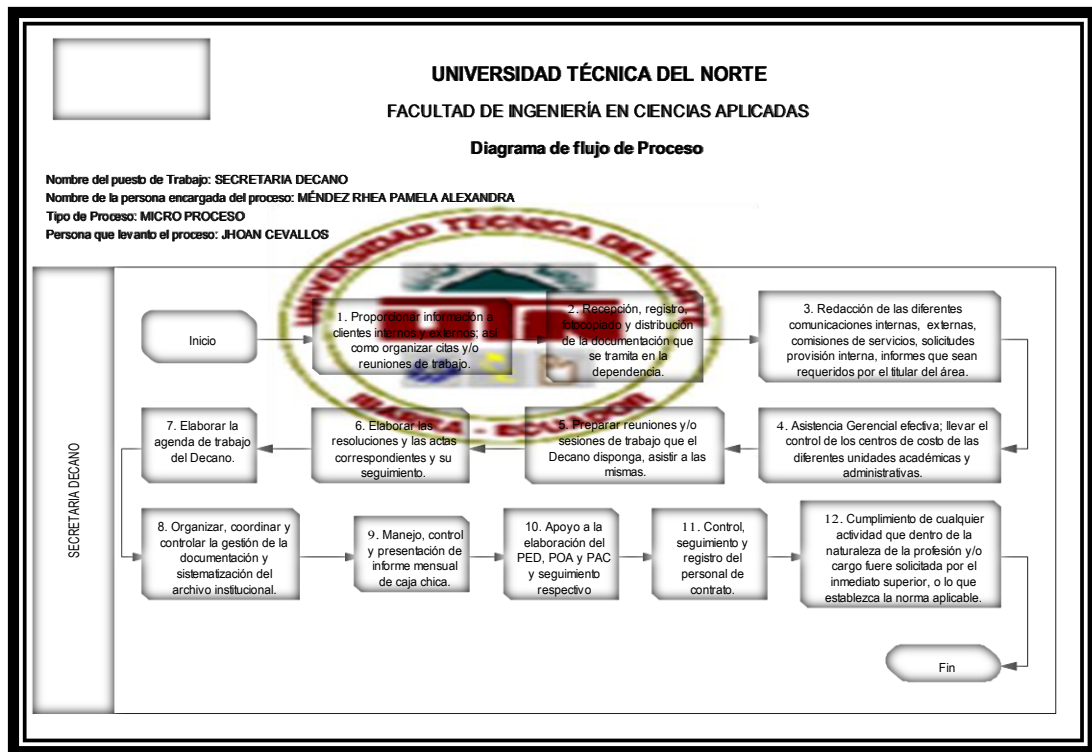 UNIVERSIDAD TÉCNICA DEL NORTE
FACULTAD DE INGENIERÍA EN CIENCIAS APLICADAS
Diagrama de flujo de Proceso
Nombre del puesto de Trabajo: SECRETARIA DECANO
Nombre de la persona encargada del proceso: MÉNDEZ RHEA PAMELA ALEXANDRA
Tipo de Proceso: MICRO PROCESO
Persona que levanto el proceso: JHOAN CEVALLOS
UNIVERSIDAD TECNICA DEL NORTE
IBARRA - ECUADOR
SECRETARIA DECANO
Inicio
1. Proporcionar información a
clientes internos y externos; así
como organizar citas y/o
reuniones de trabajo.
2. Recepción, registro,
fotocopiado y distribución
de la documentación que
se tramita en la
dependencia.
3. Redacción de las diferentes
comunicaciones internas, externas,
comisiones de servicios, solicitudes
provisión interna, informes que sean
requeridos por el titular del área.
4. Asistencia Gerencial efectiva; llevar el
control de los centros de costo de las
diferentes unidades académicas y
administrativas.
5. Preparar reuniones y/o
sesiones de trabajo que el
Decano disponga, asistir a las
mismas.
6. Elaborar las
resoluciones y las actas
correspondientes y su
seguimiento.
7. Elaborar la
agenda de trabajo
del Decano.
8. Organizar, coordinar y
controlar la gestión de la
documentación y
sistematización del
archivo institucional.
9. Manejo, control
y presentación de
informe mensual
de caja chica.
10. Apoyo a la
elaboración del
PED, POA y PAC
y seguimiento
respectivo
11. Control,
seguimiento y
registro del
personal de
contrato.
12. Cumplimiento de cualquier
actividad que dentro de la
naturaleza de la profesión y/o
cargo fuere solicitada por el
inmediato superior, o lo que
establezca la norma aplicable.
Fin